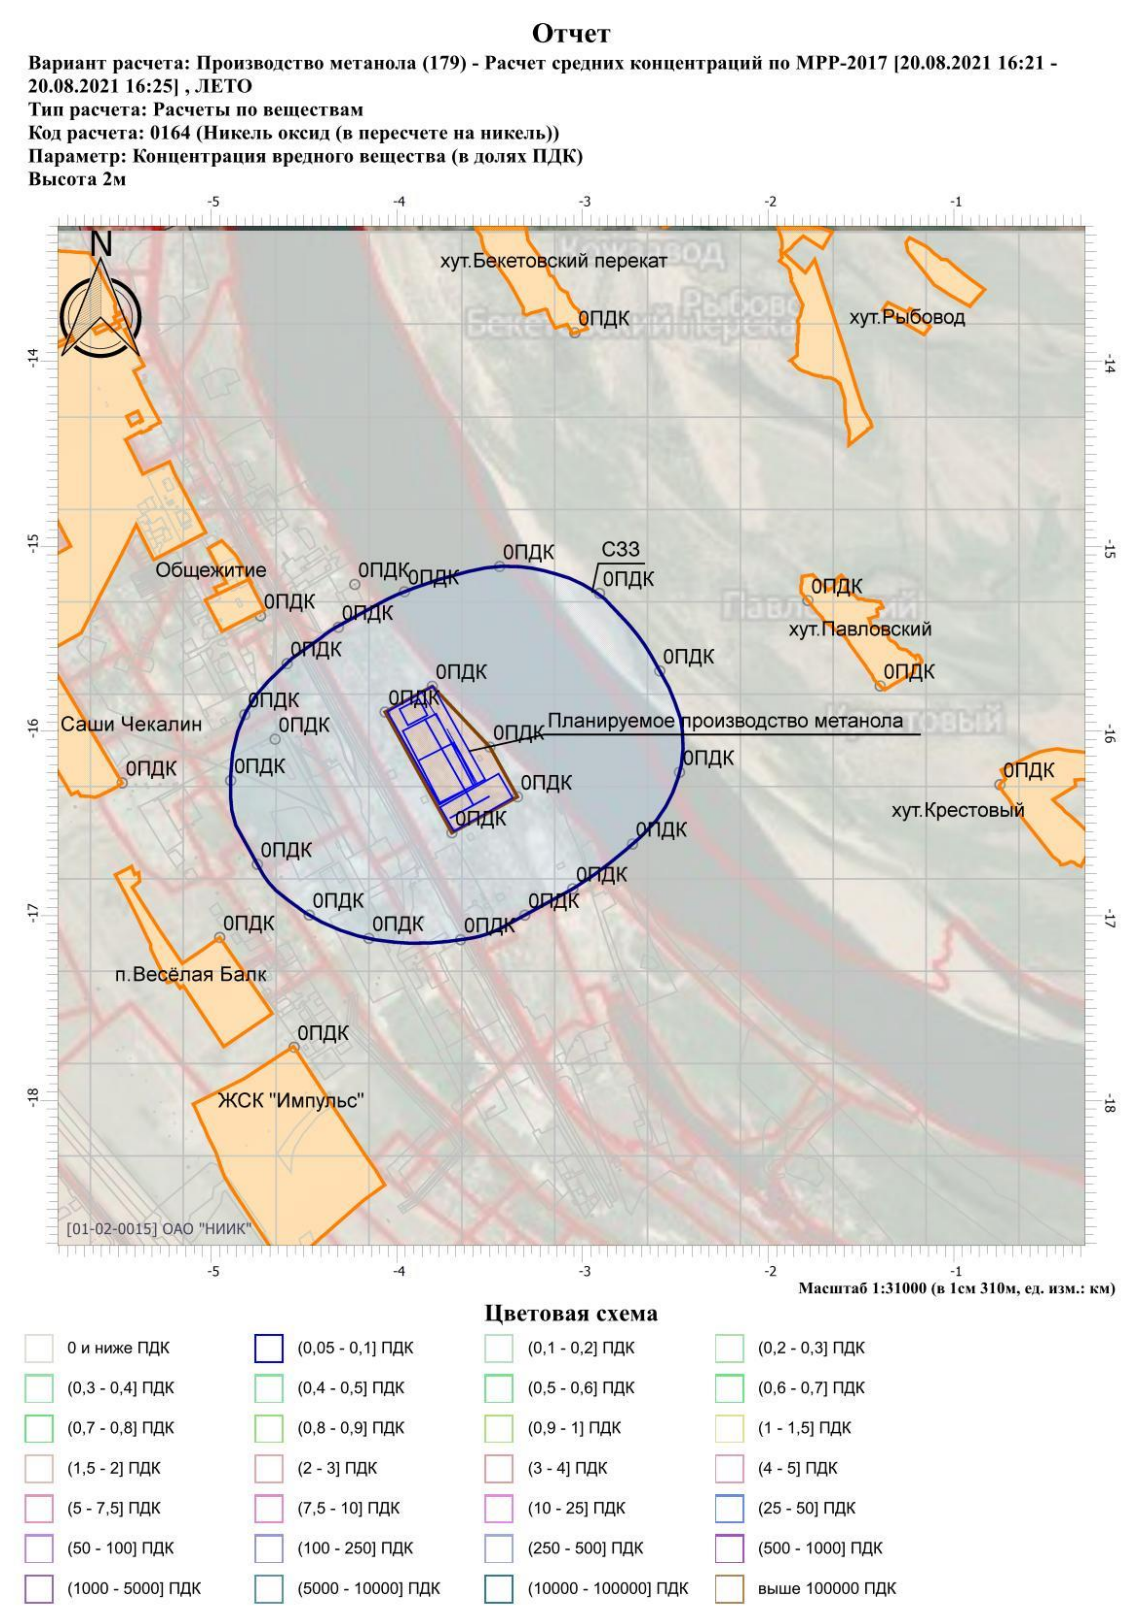 Отчет
Вариант расчета: Производство метанола (179) - Расчет средних концентраций по МРР-2017 [20.08.2021 16:21 -
20.08.2021 16:25] , ЛЕТО
Тип расчета: Расчеты по веществам
Код расчета: 0164 (Никель оксид (в пересчете на никель))
Параметр: Концентрация вредного вещества (в долях ПДК)
Высота 2м
-5 -4 -3 -2 -1
N
Кожзавод
хут.Бекетовский перекат
Рыбово
хут.Рыбовод
0ПДК
-14 -14
-15 -15
0ПДК
СЗЗ
Общежитие
0ПДК
0ПДК
0ПДК
0ПДК
0ПДК
0ПДК
хут.Павловский
0ПДК
0ПДК
0ПДК
0ПДК
0ПДК
0ПДК
0ПДК
Саши Чекалин
Планируемое производство метанола
-16 -16
0ПДК
0ПДК
0ПДК
0ПДК
0ПДК
0ПДК
0ПДК
хут.Крестовый
0ПДК
0ПДК
0ПДК
0ПДК
0ПДК
0ПДК
-17 -17
0ПДК
0ПДК
0ПДК
п.Весёлая Балк
0ПДК
ЖСК "Импульс"
-18 -18
[01-02-0015] ОАО "НИИК"
-5 -4 -3 -2 -1
Масштаб 1:31000 (в 1см 310м, ед. изм.: км)
Цветовая схема
0 и ниже ПДК (0,05 - 0,1] ПДК (0,1 - 0,2] ПДК (0,2 - 0,3] ПДК
(0,3 - 0,4] ПДК (0,4 - 0,5] ПДК (0,5 - 0,6] ПДК (0,6 - 0,7] ПДК
(0,7 - 0,8] ПДК (0,8 - 0,9] ПДК (0,9 - 1] ПДК (1 - 1,5] ПДК
(1,5 - 2] ПДК (2 - 3] ПДК (3 - 4] ПДК (4 - 5] ПДК
(5 - 7,5] ПДК (7,5 - 10] ПДК (10 - 25] ПДК (25 - 50] ПДК
(50 - 100] ПДК (100 - 250] ПДК (250 - 500] ПДК (500 - 1000] ПДК
(1000 - 5000] ПДК (5000 - 10000] ПДК (10000 - 100000] ПДК выше 100000 ПДК